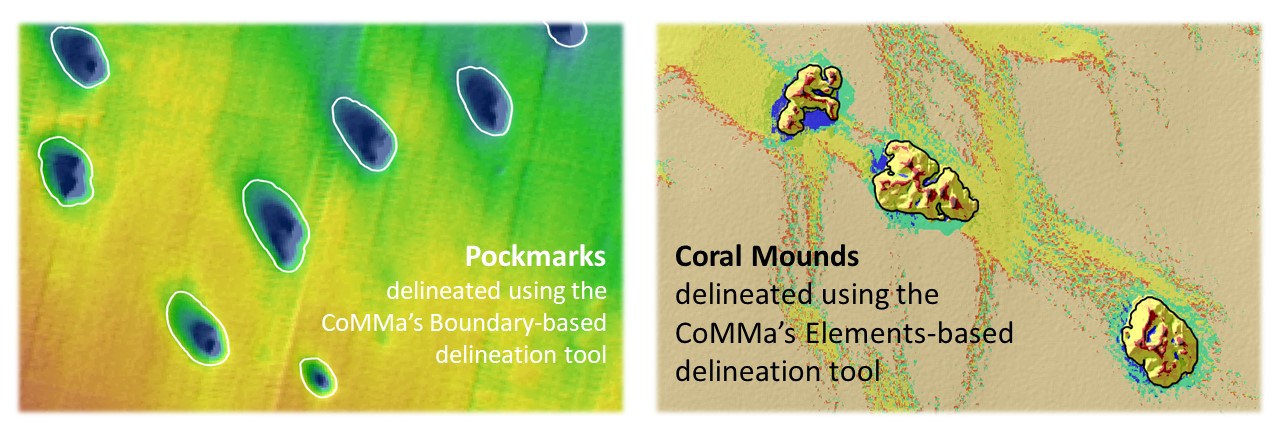 Pockmarks
delineated using the
CoMMa’s Boundary-based
delineation tool
Coral Mounds
delineated using the
CoMMa’s Elements-based
delineation tool